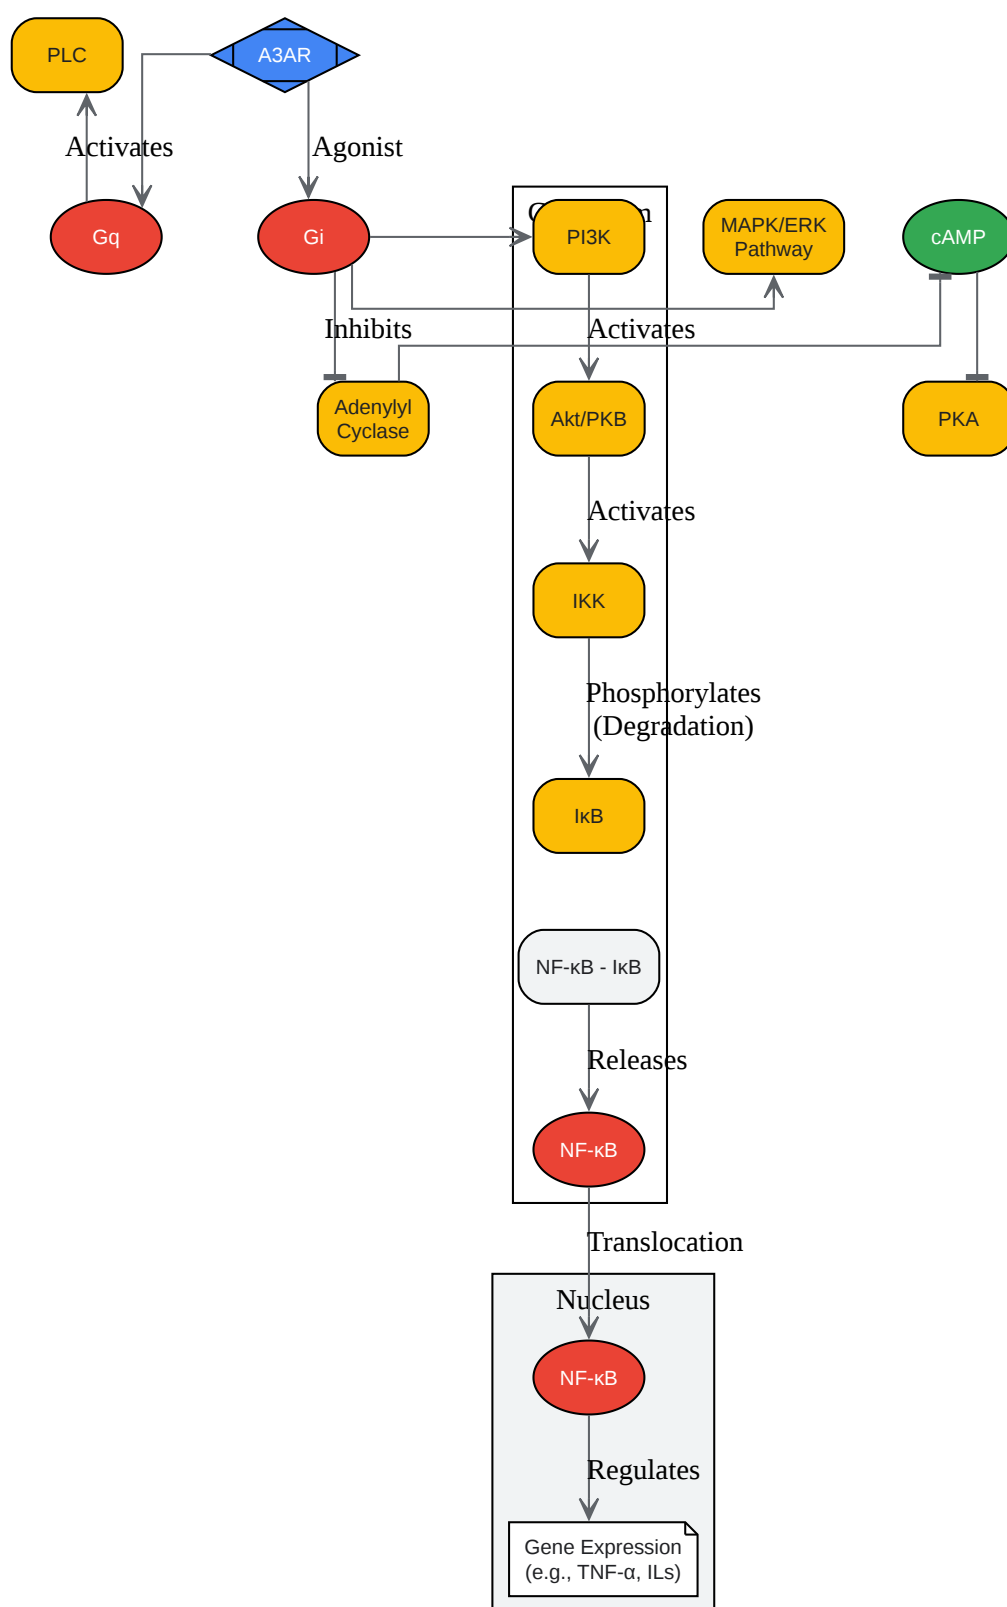 PLC
A3AR
Activates
Agonist
Gq
Gi
PI3K
MAPK/ERK
Pathway
cAMP
Inhibits
Activates
Adenylyl
Cyclase
Akt/PKB
PKA
Activates
IKK
Phosphorylates
(Degradation)
IκB
NF-κB - IκB
Releases
NF-κB
Translocation
Nucleus
NF-κB
Regulates
Gene Expression
(e.g., TNF-α, ILs)